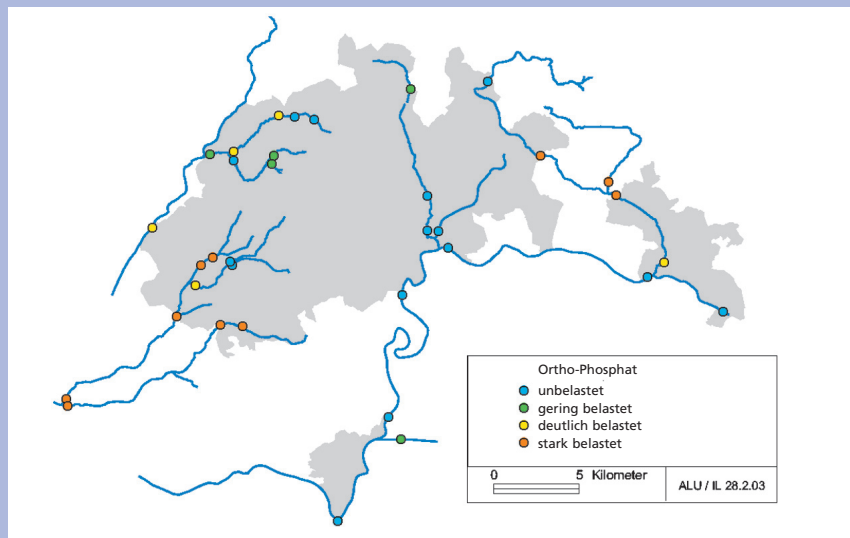 Ortho-Phosphat
unbelastet
gering belastet
deutlich belastet
stark belastet
0 5 Kilometer
ALU / IL 28.2.03